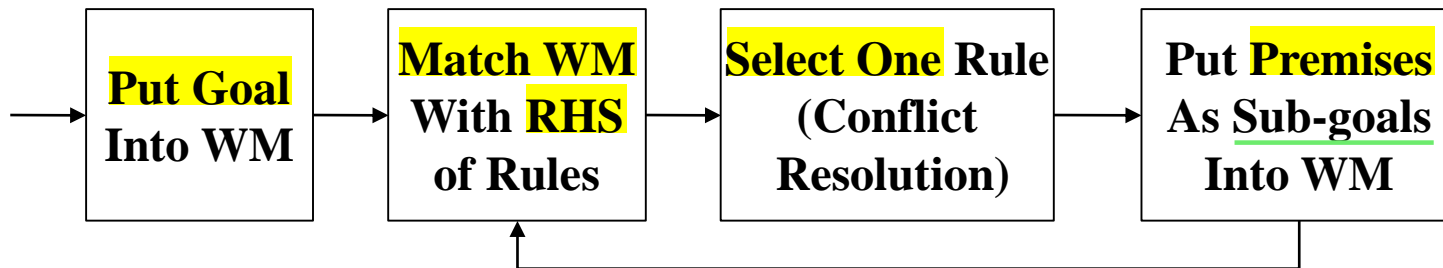 Put Goal
Into WM
Match WM
With RHS
of Rules
Select One Rule
(Conflict
Resolution)
Put Premises
As Sub-goals
Into WM